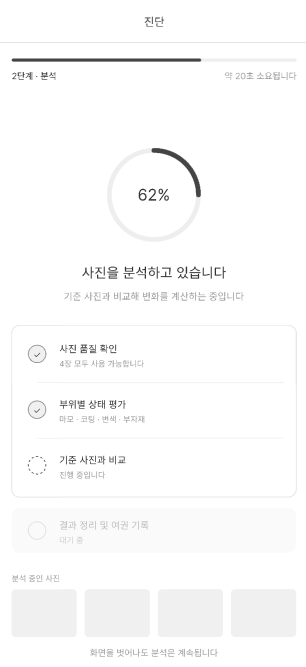 진단
2단계 · 분석
약 20초 소요됩니다
62%
사진을 분석하고 있습니다
기준 사진과 비교해 변화를 계산하는 중입니다
사진 품질 확인
4장 모두 사용 가능합니다
부위별 상태 평가
마모 · 코팅 · 변색 · 부자재
기준 사진과 비교
진행 중입니다
결과 정리 및 여권 기록
대기 중
분석 중인 사진
화면을 벗어나도 분석은 계속됩니다